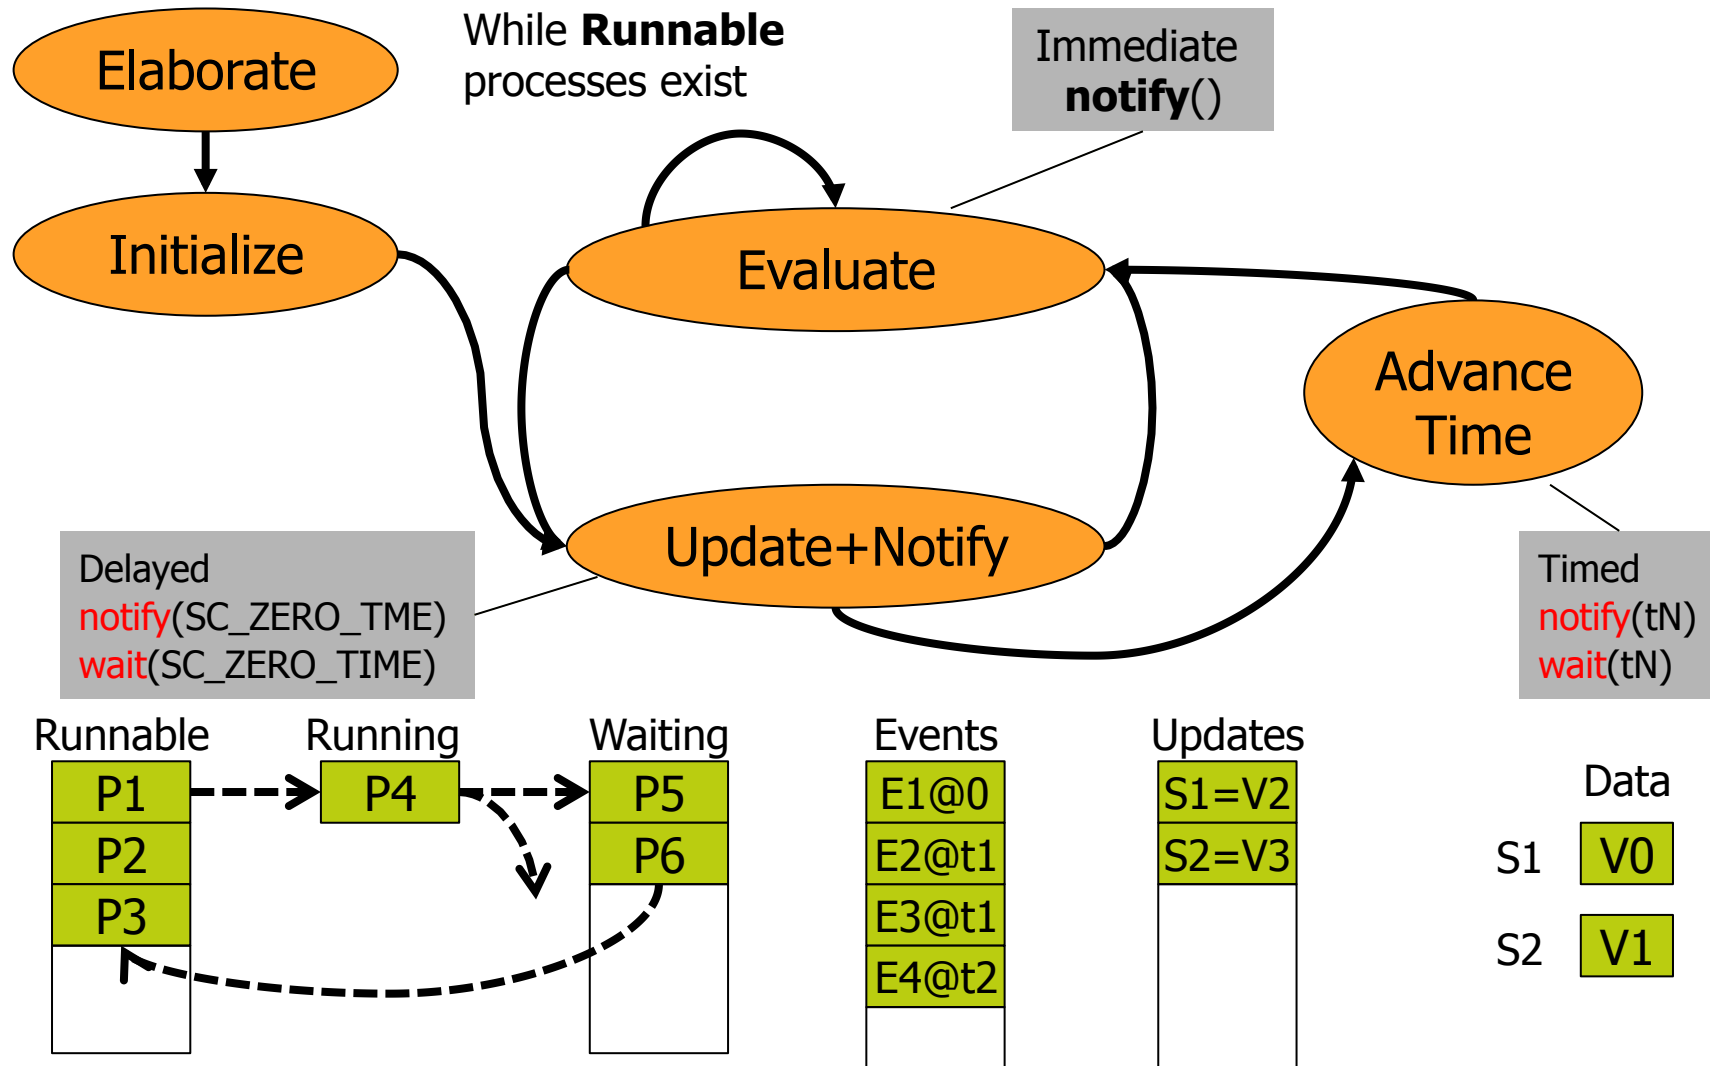 Elaborate
While Runnable
processes exist
Immediate
notify()
Initialize
Evaluate
Advance
Time
Update+Notify
Delayed
notify(SC_ZERO_TME)
wait(SC_ZERO_TIME)
Timed
notify(tN)
wait(tN)
Runnable
P1
P2
P3
Running
P4
Waiting
P5
P6
Events
E1@0
E2@t1
E3@t1
E4@t2
Updates
S1=V2
S2=V3
Data
S1 V0
S2 V1